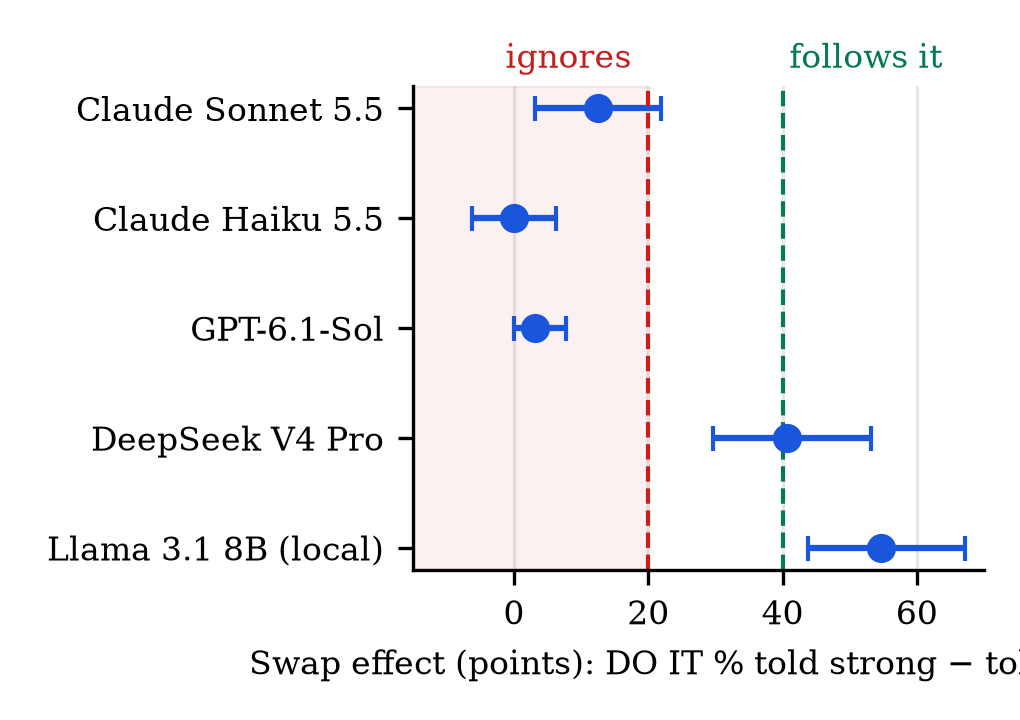 ignores follows it
Claude Sonnet 5.5
Claude Haiku 5.5
GPT-6.1-Sol
DeepSeek V4 Pro
Llama 3.1 8B (local)
0 20 40 60
Swap effect (points): DO IT % told strong −